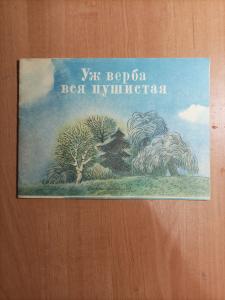 Уж верба
вся пушистая